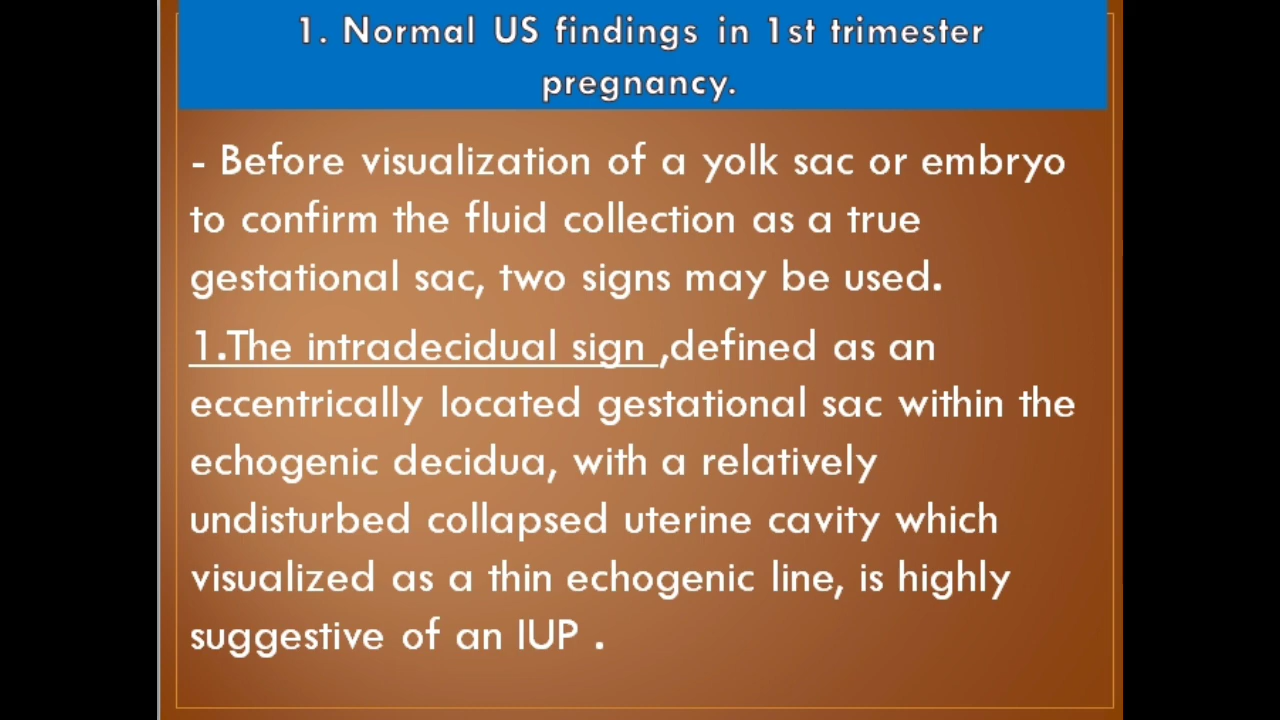 1. Normal US findings in 1st trimester
pregnancy.
- Before visualization of a yolk sac or embryo
to confirm the fluid collection as a true
gestational sac, two signs may be used.
1.The intradecidual sign ,defined as an
eccentrically located gestational sac within the
echogenic decidua, with a relatively
undisturbed collapsed uterine cavity which
visualized as a thin echogenic line, is highly
suggestive of an IUP .